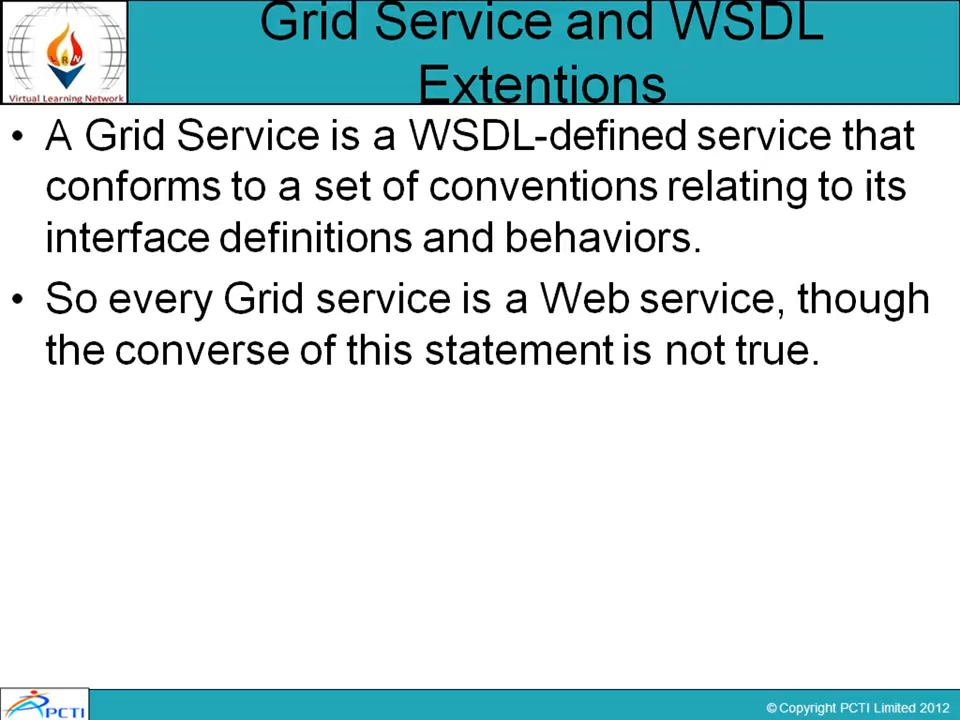 Grid Service and WSDL
Extentions
RN
Virtual Learning Network
• A Grid Service is a WSDL-defined service that
conforms to a set of conventions relating to its
interface definitions and behaviors.
• So every Grid service is a Web service, though
the converse of this statement is not true.
PCTI
© Copyright PCTI Limited 2012